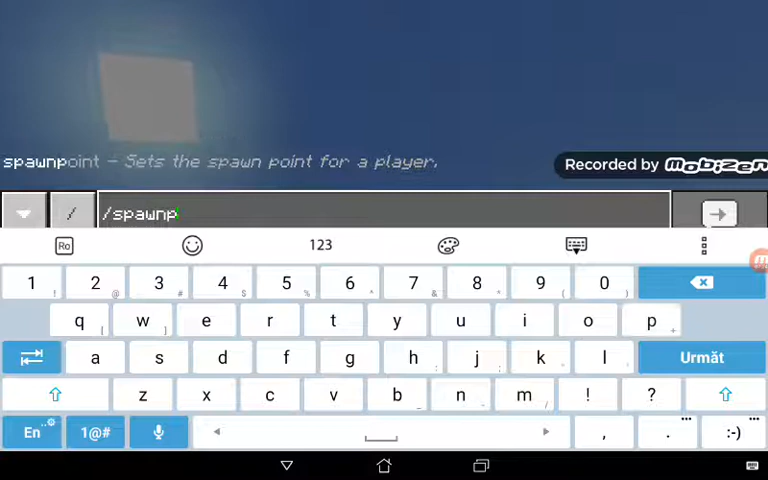 spawnpoint – Sets the spawn point for a player.
Recorded by mobizen
/
/spawnp
Ro 123
1 ! 2 @ 3 # 4 $ 5 % 6 ^ 7 & 8 * 9 ( 0 )
q [ w ] e r t y u i o p +
a s d f g h ; j , k l Următ
z x c v b _ n ~ m / ! ?
En 1@# , . :-)